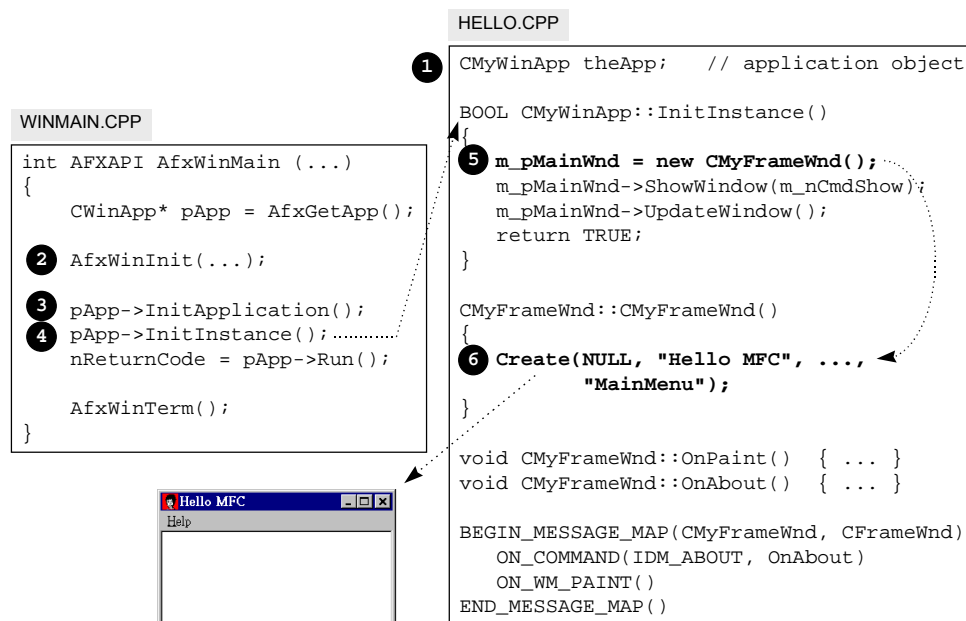 HELLO.CPP
1
CMyWinApp theApp;   // application object
BOOL CMyWinApp::InitInstance()
{
5 m_pMainWnd = new CMyFrameWnd();
m_pMainWnd->ShowWindow(m_nCmdShow);
m_pMainWnd->UpdateWindow();
return TRUE;
}
CMyFrameWnd::CMyFrameWnd()
{
6 Create(NULL, "Hello MFC", ...,
"MainMenu");
}
void CMyFrameWnd::OnPaint()  { ... }
void CMyFrameWnd::OnAbout()  { ... }
BEGIN_MESSAGE_MAP(CMyFrameWnd, CFrameWnd)
ON_COMMAND(IDM_ABOUT, OnAbout)
ON_WM_PAINT()
END_MESSAGE_MAP()
WINMAIN.CPP
int AFXAPI AfxWinMain (...)
{
CWinApp* pApp = AfxGetApp();
2 AfxWinInit(...);
3 pApp->InitApplication();
4 pApp->InitInstance();
nReturnCode = pApp->Run();
AfxWinTerm();
}
Hello MFC
Help